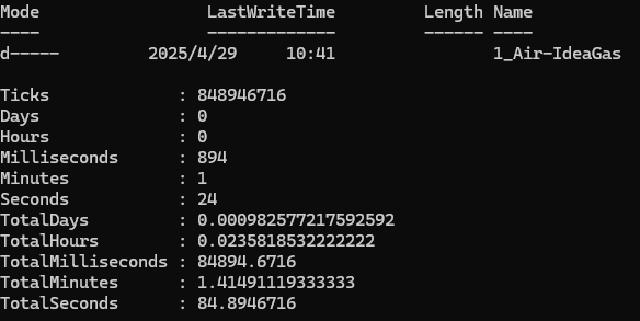 Mode                 LastWriteTime         Length Name
----                 -------------         ------ ----
d-----         2025/4/29     10:41                1_Air-IdeaGas
Ticks             : 848946716
Days              : 0
Hours             : 0
Milliseconds      : 894
Minutes           : 1
Seconds           : 24
TotalDays         : 0.000982577217592592
TotalHours        : 0.0235818532222222
TotalMilliseconds : 84894.6716
TotalMinutes      : 1.41491119333333
TotalSeconds      : 84.8946716